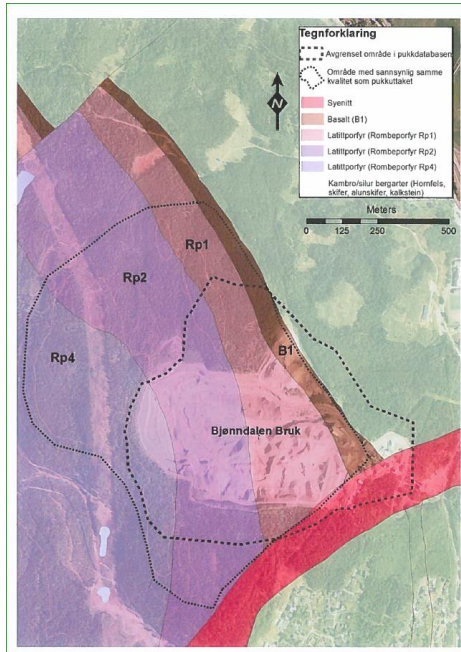 Tegnforklaring
Avgrenset område i pukkdatabasen
Område med sannsynlig samme
kvalitet som pukkuttaket
Syenitt
Basalt (B1)
Latittporfyr (Rombeporfyr Rp1)
Latittporfyr (Rombeporfyr Rp2)
Latittporfyr (Rombeporfyr Rp4)
Kambro/silur bergarter (Hornfels,
skifer, alunskifer, kalkstein)
N
Meters
0 125 250 500
Rp1
Rp2
Rp4
B1
Bjønndalen Bruk